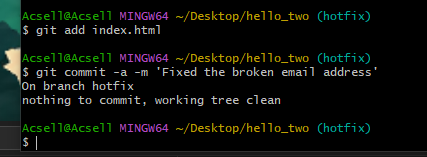 Acsell@Acsell MINGW64 ~/Desktop/hello_two (hotfix)
$ git add index.html
Acsell@Acsell MINGW64 ~/Desktop/hello_two (hotfix)
$ git commit -a -m 'Fixed the broken email address'
On branch hotfix
nothing to commit, working tree clean
Acsell@Acsell MINGW64 ~/Desktop/hello_two (hotfix)
$